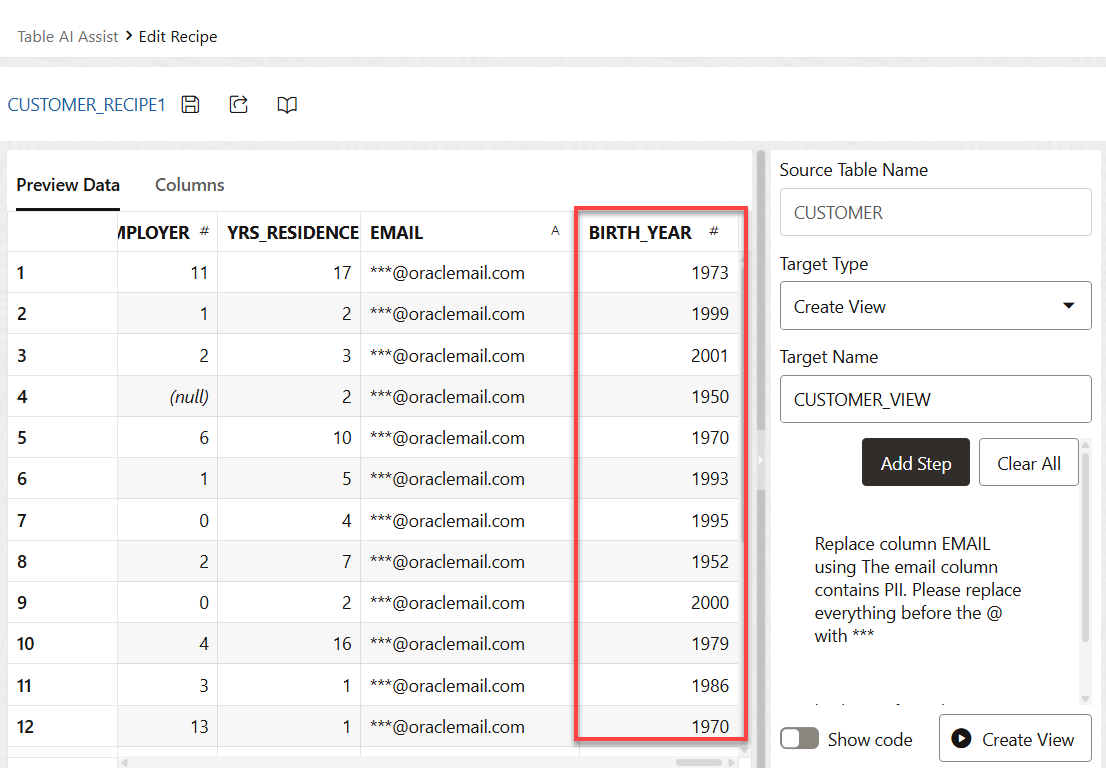 Table AI Assist > Edit Recipe
CUSTOMER_RECIPE1
Preview Data Columns
MPLOYER # YRS_RESIDENCE EMAIL A BIRTH_YEAR #
1 11 17 ***@oraclemail.com 1973
2 1 2 ***@oraclemail.com 1999
3 2 3 ***@oraclemail.com 2001
4 (null) 2 ***@oraclemail.com 1950
5 6 10 ***@oraclemail.com 1970
6 1 5 ***@oraclemail.com 1993
7 0 4 ***@oraclemail.com 1995
8 2 7 ***@oraclemail.com 1952
9 0 2 ***@oraclemail.com 2000
10 4 16 ***@oraclemail.com 1979
11 3 1 ***@oraclemail.com 1986
12 13 1 ***@oraclemail.com 1970
Source Table Name
CUSTOMER
Target Type
Create View
Target Name
CUSTOMER_VIEW
Add Step Clear All
Replace column EMAIL
using The email column
contains PII. Please replace
everything before the @
with ***
Show code Create View